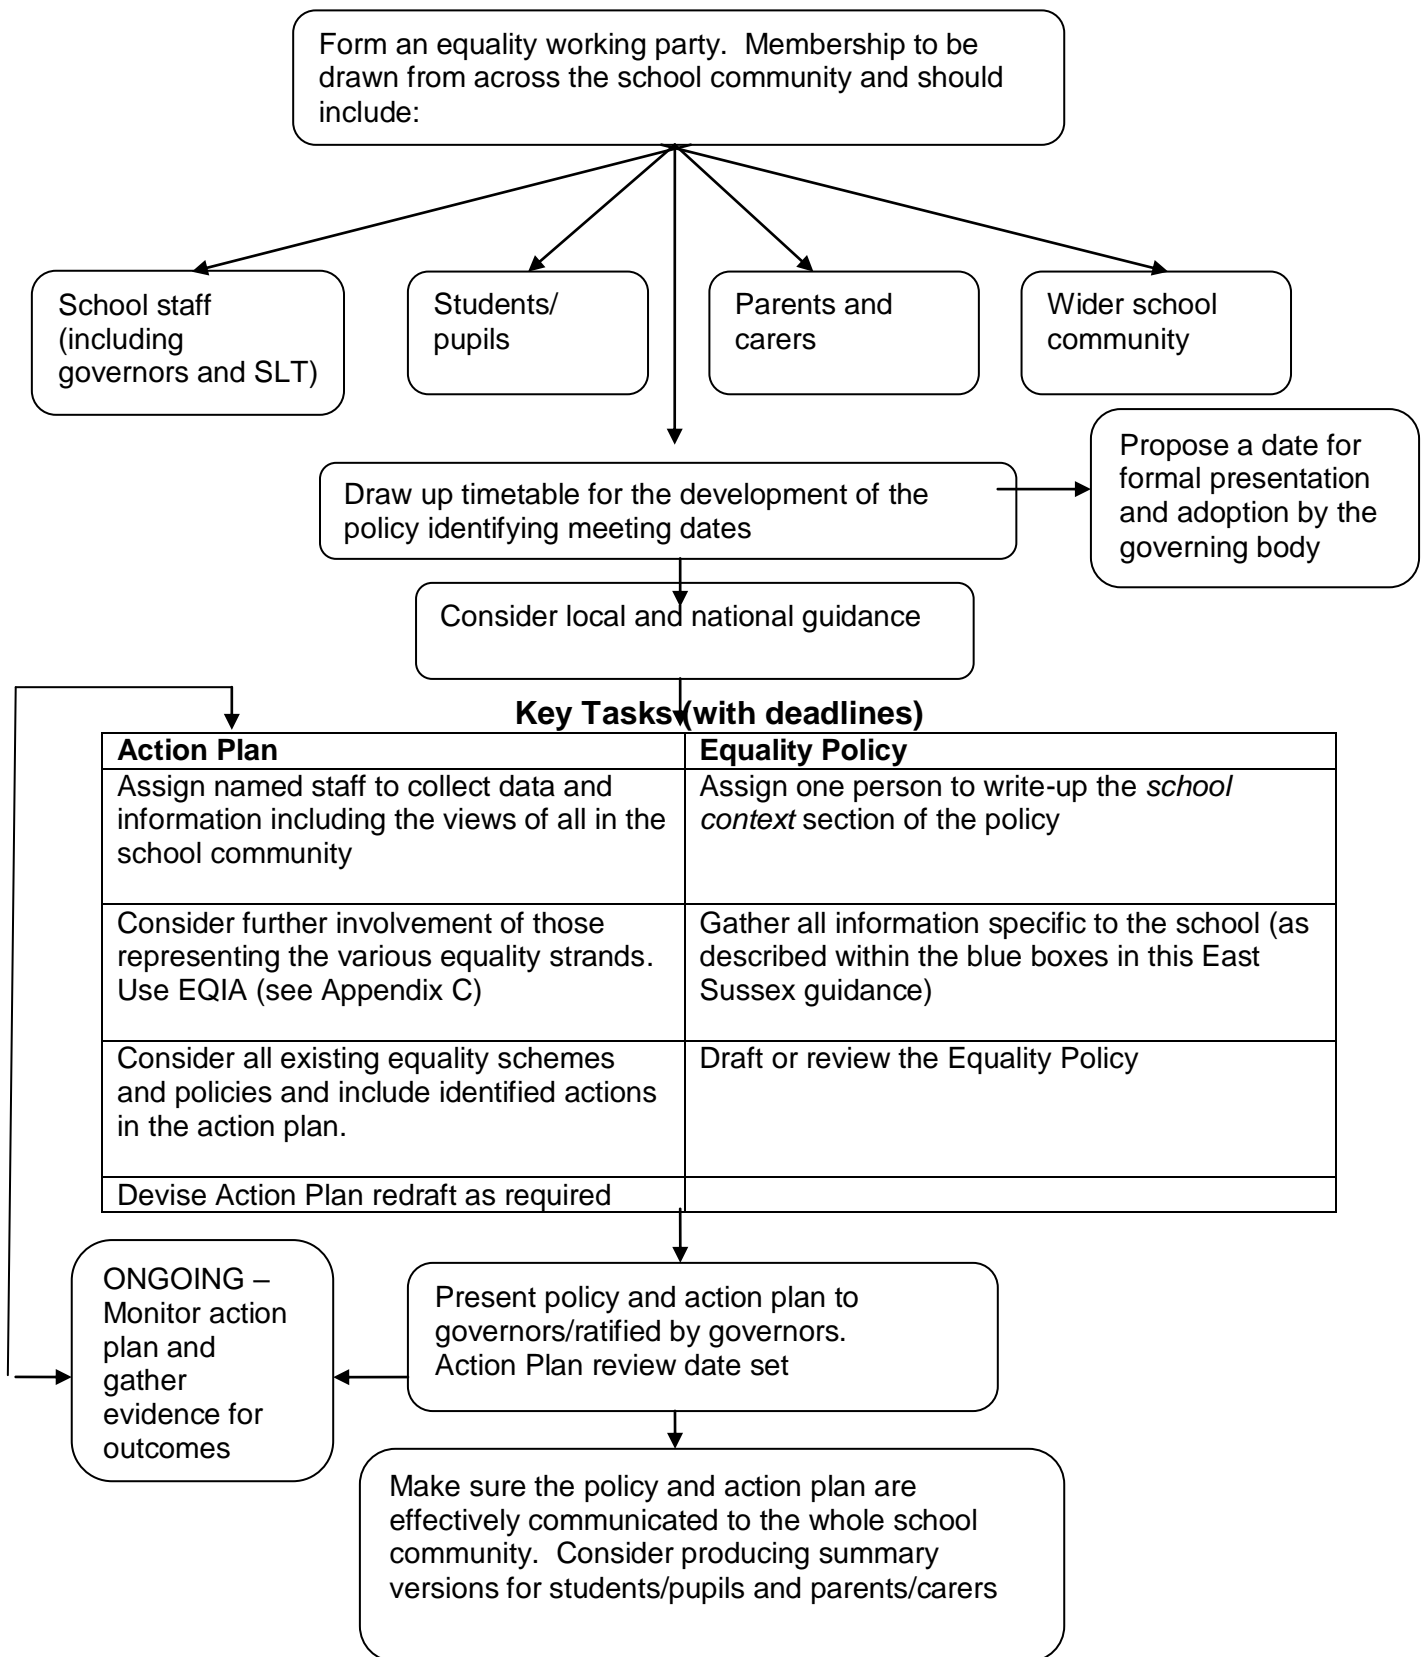 Form an equality working party.  Membership to be
drawn from across the school community and should
include:
School staff
(including
governors and SLT)
Students/
pupils
Parents and
carers
Wider school
community
Propose a date for
formal presentation
and adoption by the
governing body
Draw up timetable for the development of the
policy identifying meeting dates
Consider local and national guidance
Key Tasks (with deadlines)
Action Plan
Equality Policy
Assign named staff to collect data and
information including the views of all in the
school community
Assign one person to write-up the school
context section of the policy
Consider further involvement of those
representing the various equality strands.
Use EQIA (see Appendix C)
Gather all information specific to the school (as
described within the blue boxes in this East
Sussex guidance)
Consider all existing equality schemes
and policies and include identified actions
in the action plan.
Draft or review the Equality Policy
Devise Action Plan redraft as required
ONGOING –
Monitor action
plan and
gather
evidence for
outcomes
Present policy and action plan to
governors/ratified by governors.
Action Plan review date set
Make sure the policy and action plan are
effectively communicated to the whole school
community.  Consider producing summary
versions for students/pupils and parents/carers